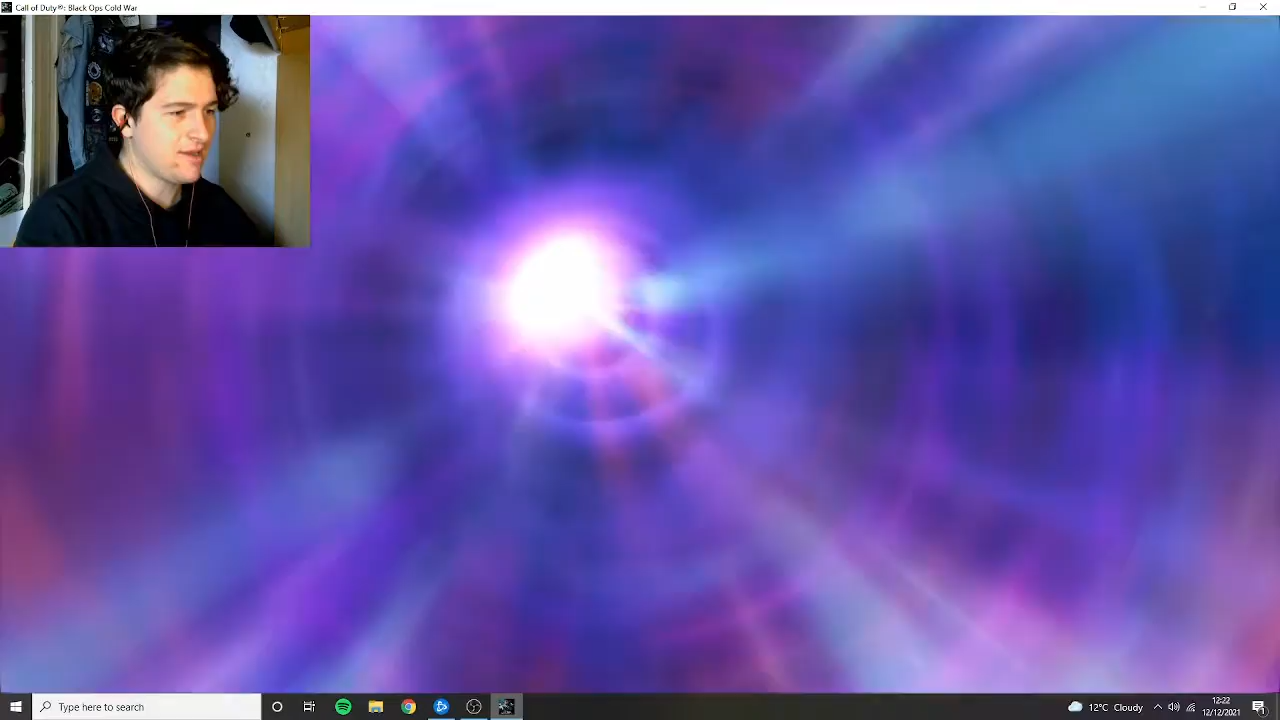 Call of Duty®: Black Ops Cold War
Type here to search
12°C Cloudy
12:22
12/12/2021